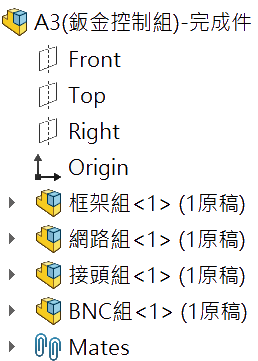 A3(鈑金控制組)-完成件
Front
Top
Right
Origin
框架組<1> (1原稿)
網路組<1> (1原稿)
接頭組<1> (1原稿)
BNC組<1> (1原稿)
Mates